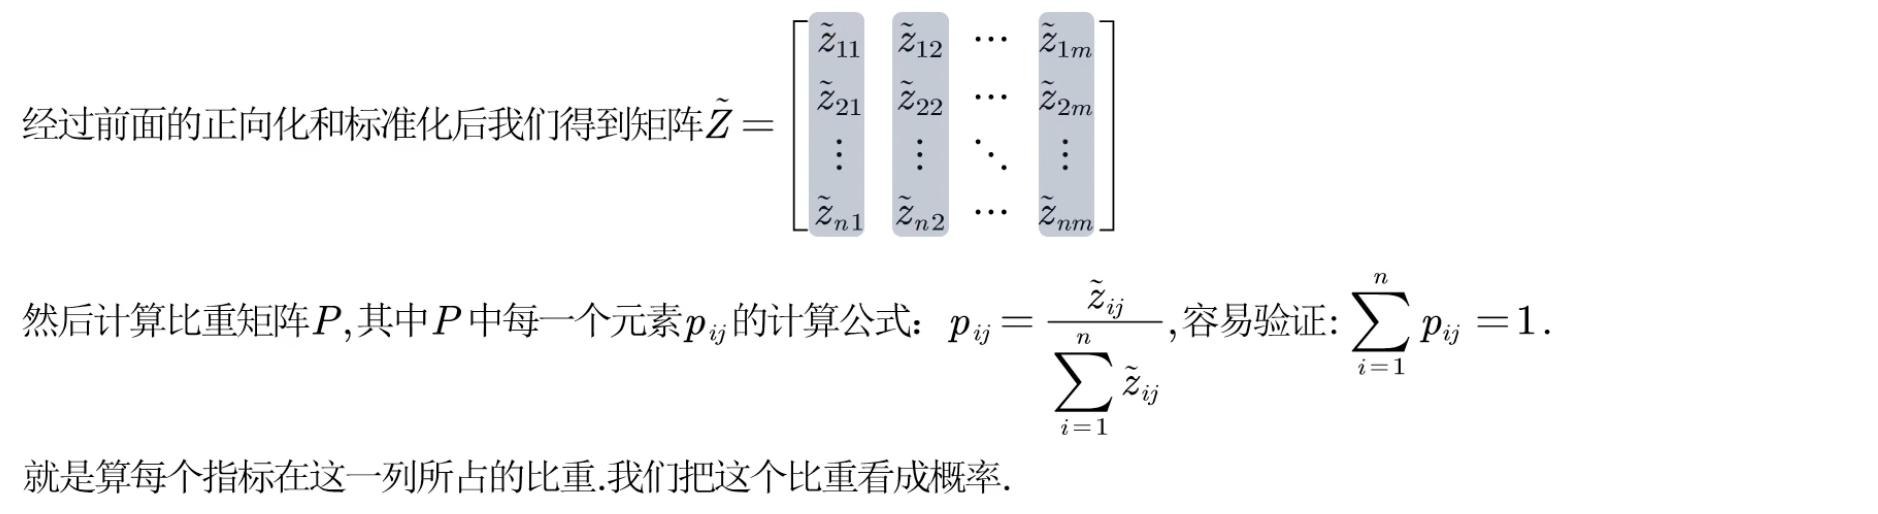 经过前面的正向化和标准化后我们得到矩阵$\tilde{Z} = \begin{bmatrix} \tilde{z}_{11} & \tilde{z}_{12} & \cdots & \tilde{z}_{1m} \\ \tilde{z}_{21} & \tilde{z}_{22} & \cdots & \tilde{z}_{2m} \\ \vdots & \vdots & \ddots & \vdots \\ \tilde{z}_{n1} & \tilde{z}_{n2} & \cdots & \tilde{z}_{nm} \end{bmatrix}$
然后计算比重矩阵$P$,其中$P$中每一个元素$p_{ij}$的计算公式：$p_{ij} = \frac{\tilde{z}_{ij}}{\sum_{i=1}^{n} \tilde{z}_{ij}}$,容易验证:$\sum_{i=1}^{n} p_{ij} = 1$.
就是算每个指标在这一列所占的比重.我们把这个比重看成概率.